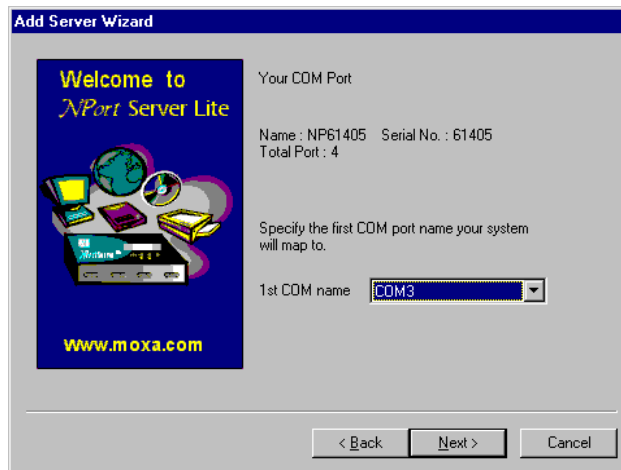 Add Server Wizard
Welcome to
NPort Server Lite
Www.moxa.com
Your COM Port
Name : NP61405 Serial No. : 61405
Total Port : 4
Specify the first COM port name your system
will map to.
1st COM name COM3
< Back Next > Cancel